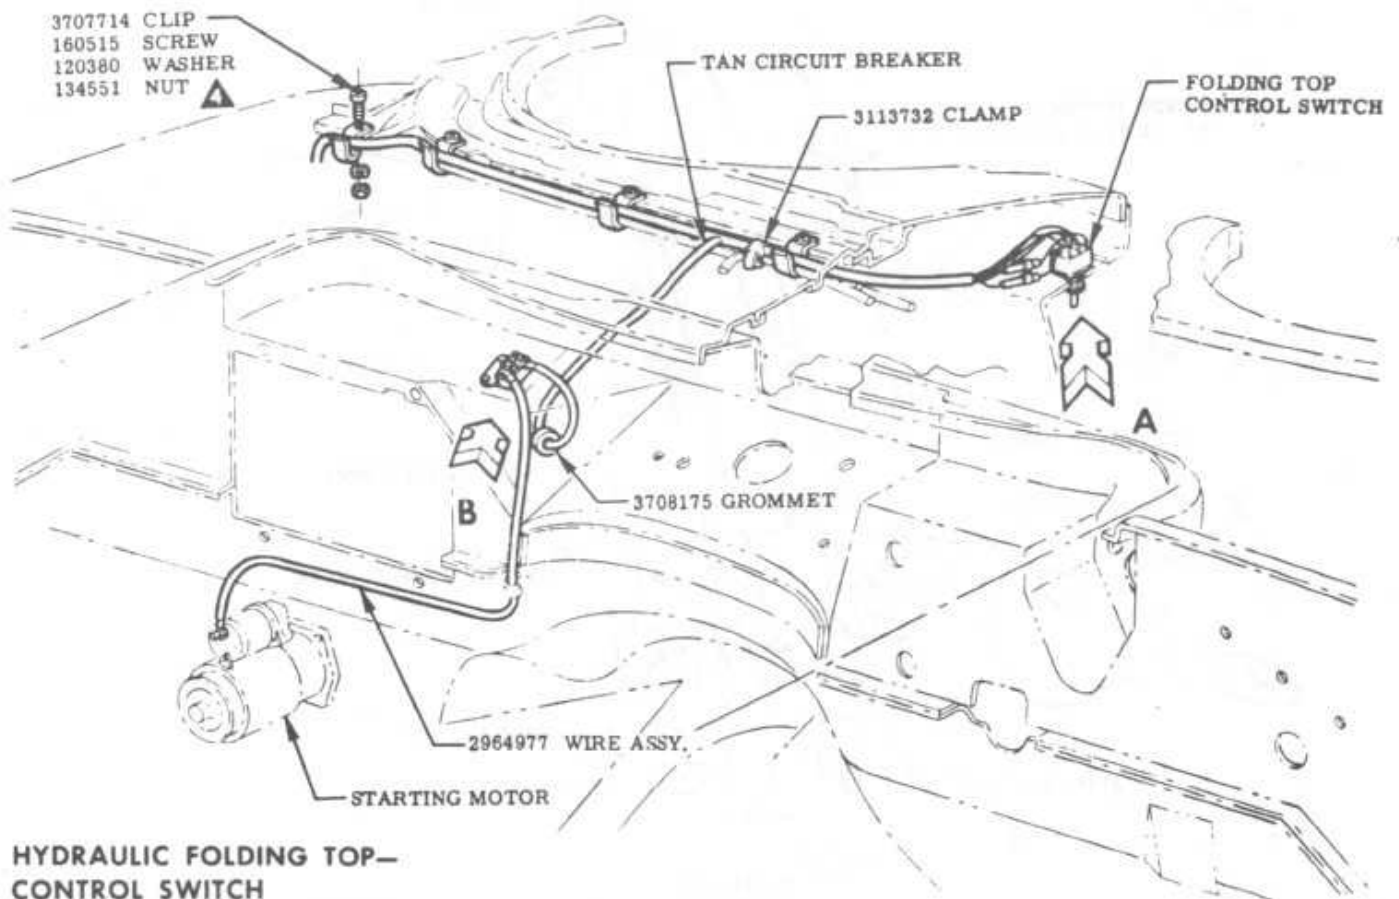 3707714 CLIP
160515 SCREW
120380 WASHER
134551 NUT 4
TAN CIRCUIT BREAKER
3113732 CLAMP
FOLDING TOP
CONTROL SWITCH
A
B
3708175 GROMMET
2964977 WIRE ASSY.
STARTING MOTOR
HYDRAULIC FOLDING TOP—
CONTROL SWITCH